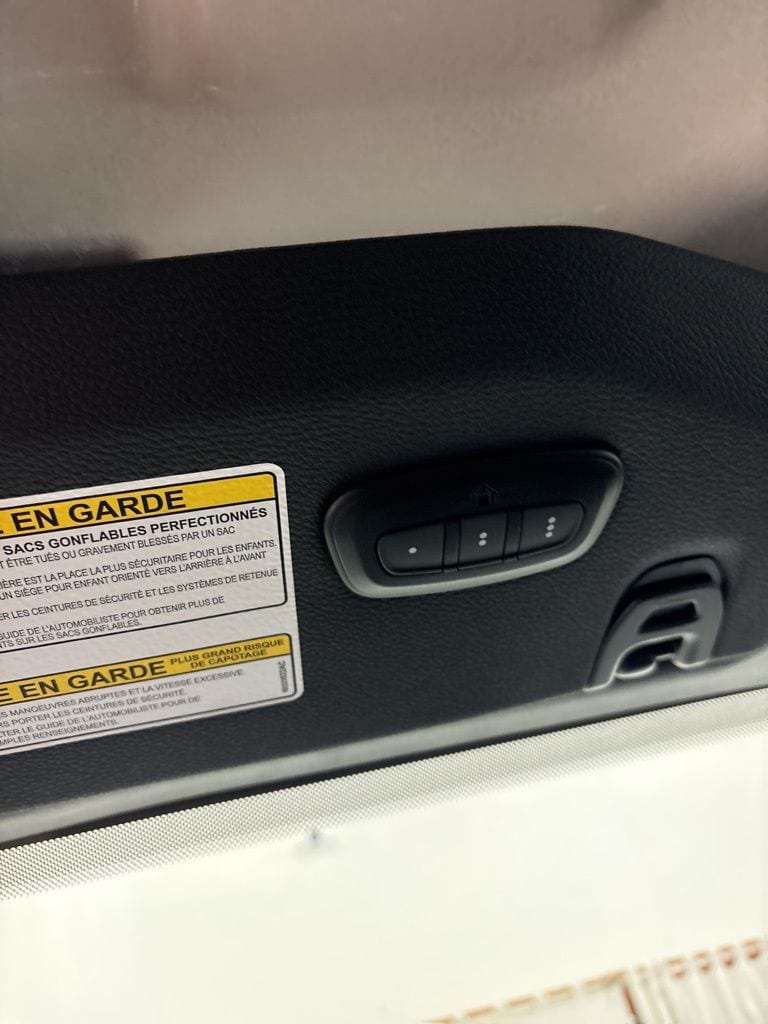 EN GARDE
SACS GONFLABLES PERFECTIONNÉS
ÊTRE TUÉS OU GRAVEMENT BLESSÉS PAR UN SAC
EST LA PLACE LA PLUS SÉCURITAIRE POUR LES ENFANTS.
UN SIÈGE POUR ENFANT ORIENTÉ VERS L'ARRIÈRE À L'AVANT
LES CEINTURES DE SÉCURITÉ ET LES SYSTÈMES DE RETENUE
GUIDE DE L'AUTOMOBILISTE POUR OBTENIR PLUS DE
SUR LES SACS GONFLABLES.
EN GARDE PLUS GRAND RISQUE
DE CAPOTAGE
MANOEUVRES ABRUPTES ET LA VITESSE EXCESSIVE.
PORTER LES CEINTURES DE SÉCURITÉ.
LE GUIDE DE L'AUTOMOBILISTE POUR DE
RENSEIGNEMENTS.